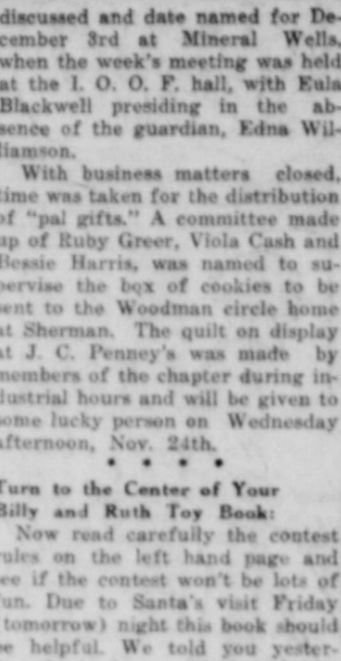 discussed and date named for De-
cember 3rd at Mineral Wells,
when the week's meeting was held
at the I. O. O. F. hall, with Eula
Blackwell presiding in the ab-
sence of the guardian, Edna Wil-
liamson.
With business matters closed,
time was taken for the distribution
of "pal gifts." A committee made
up of Ruby Greer, Viola Cash and
Bessie Harris, was named to su-
pervise the box of cookies to be
sent to the Woodman circle home
at Sherman. The quilt on display
at J. C. Penney's was made by
members of the chapter during in-
dustrial hours and will be given to
some lucky person on Wednesday
afternoon, Nov. 24th.
* * * *
Turn to the Center of Your
Billy and Ruth Toy Book:
Now read carefully the contest
rules on the left hand page and
see if the contest won't be lots of
fun. Due to Santa's visit Friday
(tomorrow) night this book should
be helpful. We told you yester-